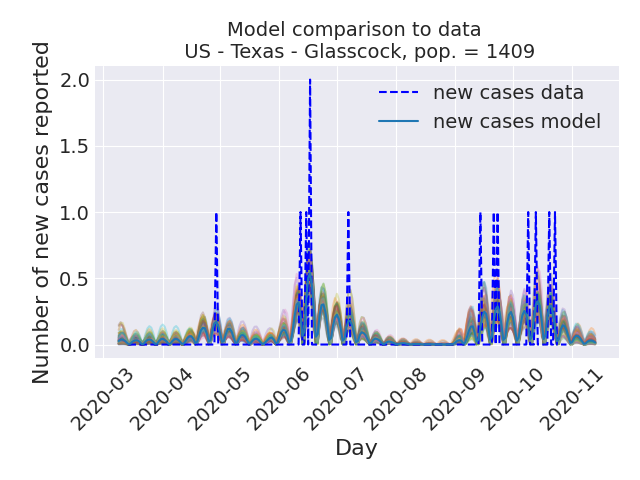 Model comparison to data
US - Texas - Glasscock, pop. = 1409
Number of new cases reported
2.0
1.5
1.0
0.5
0.0
new cases data
new cases model
2020-03
2020-04
2020-05
2020-06
2020-07
2020-08
2020-09
2020-10
2020-11
Day